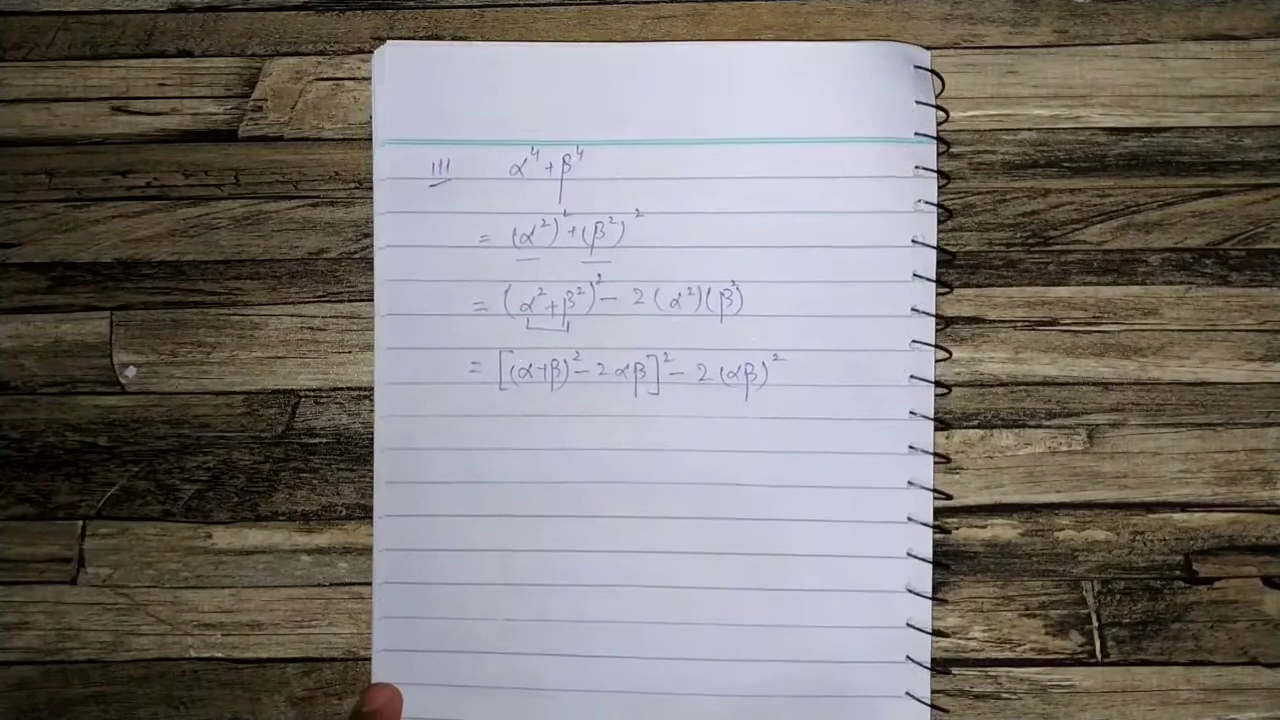 III α⁴ + β⁴
= (α²)² + (β²)²
= (α² + β²)² - 2 (α²)(β²)
= [(α+β)² - 2αβ]² - 2 (αβ)²